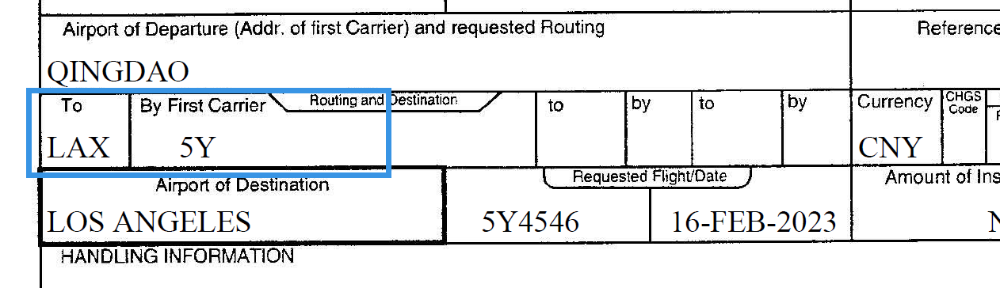 Airport of Departure (Addr. of first Carrier) and requested Routing Reference
QINGDAO
To By First Carrier Routing and Destination to by to by Currency CHGS Code
LAX 5Y CNY
Airport of Destination Requested Flight/Date Amount of Ins
LOS ANGELES 5Y4546 16-FEB-2023 N
HANDLING INFORMATION